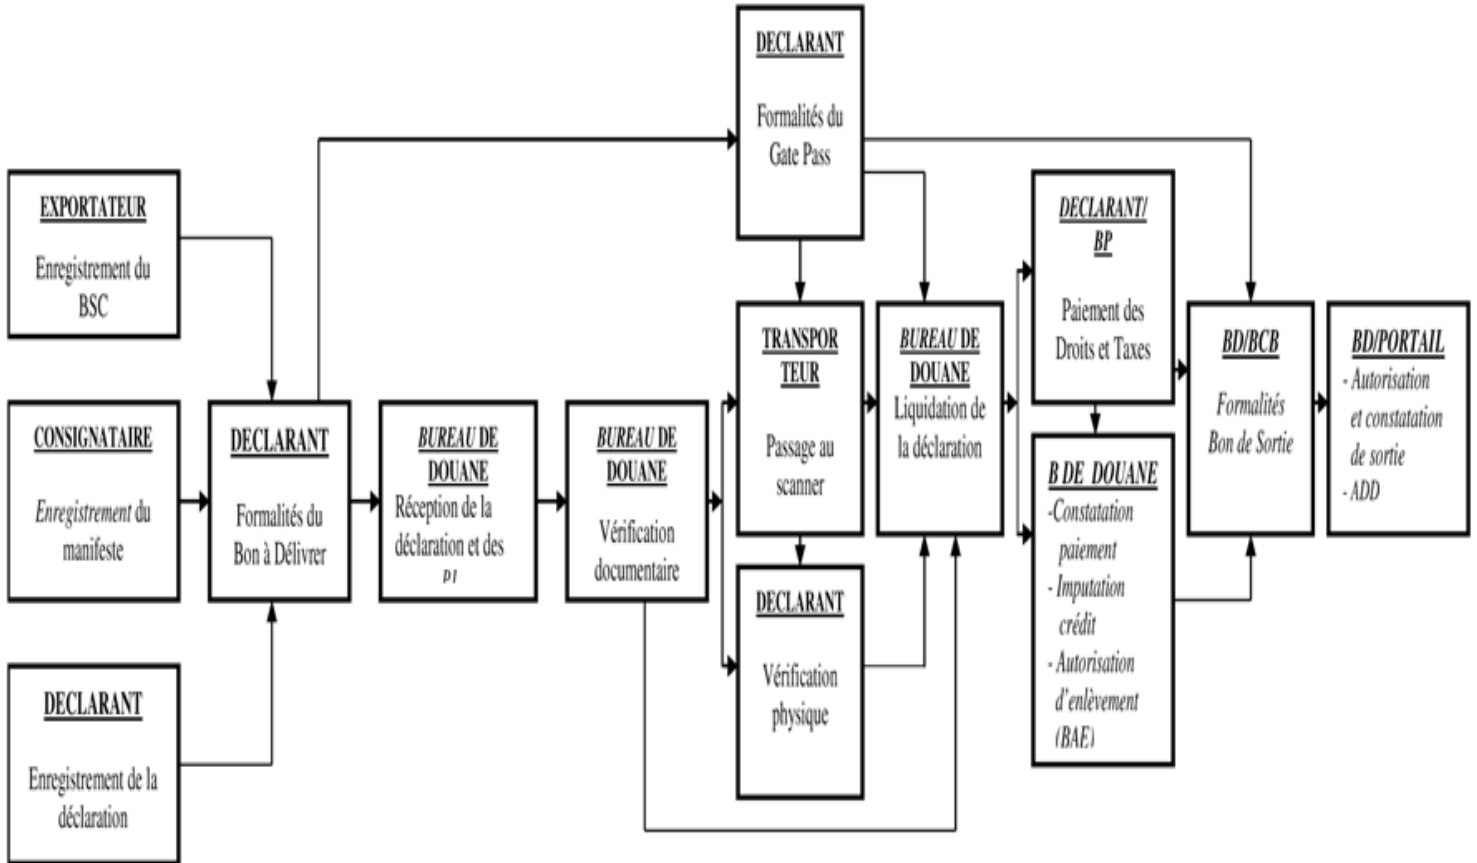 DECLARANT
Formalités du
Gate Pass
EXPORTATEUR
Enregistrement du
BSC
CONSIGNATAIRE
Enregistrement du
manifeste
DECLARANT
Enregistrement de la
déclaration
DECLARANT
Formalités du
Bon à Délivrer
BUREAU DE
DOUANE
Réception de la
déclaration et des
BUREAU DE
DOUANE
Vérification
documentaire
TRANSPOR
TEUR
Passage au
scanner
DECLARANT
Vérification
physique
BUREAU DE
DOUANE
Liquidation de
la déclaration
DECLARANT/
BP
Paiement des
Droits et Taxes
B DE DOUANE
-Constatation
paiement
- Imputation
crédit
- Autorisation
d'enlèvement
(BAE)
BD/BCB
Formalités
Bon de Sortie
BD/PORTAIL
- Autorisation
et constatation
de sortie
- ADD